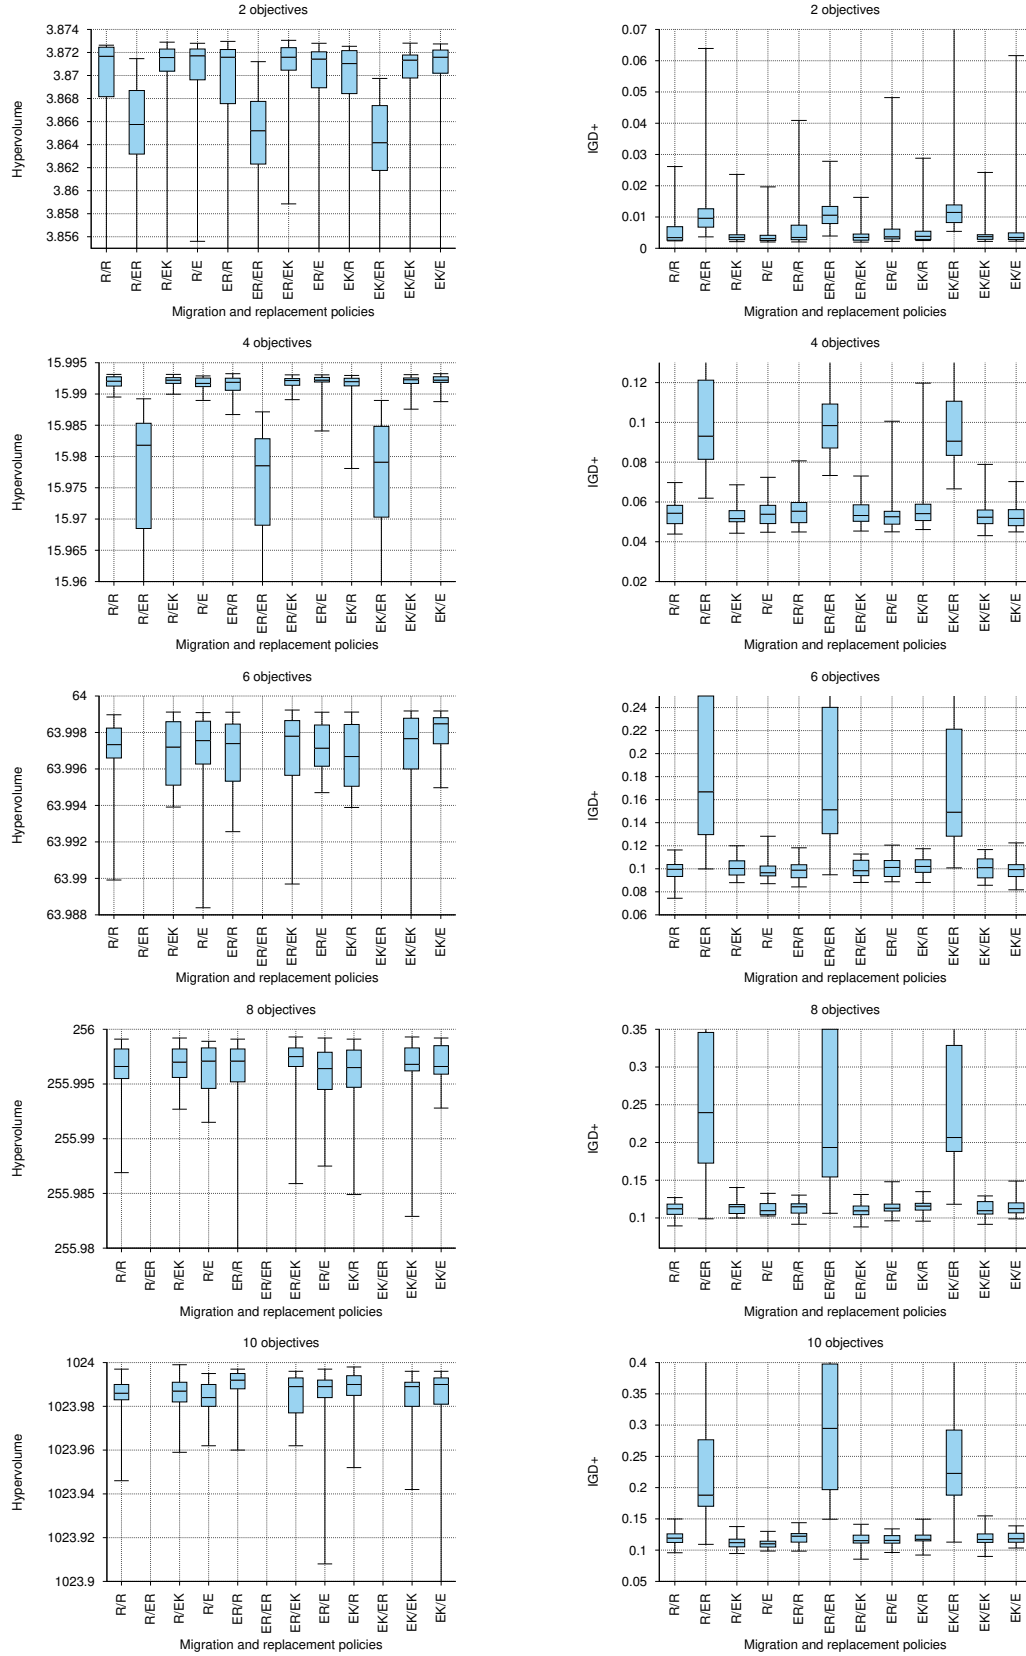 2 objectives
3.874
3.872
3.87
3.868
3.866
3.864
3.862
3.86
3.858
3.856
Hypervolume
R/R
R/ER
R/EK
R/E
ER/R
ER/ER
ER/EK
ER/E
EK/R
EK/ER
EK/EK
EK/E
Migration and replacement policies
2 objectives
0.07
0.06
0.05
0.04
0.03
0.02
0.01
0
IGD+
R/R
R/ER
R/EK
R/E
ER/R
ER/ER
ER/EK
ER/E
EK/R
EK/ER
EK/EK
EK/E
Migration and replacement policies
4 objectives
15.995
15.99
15.985
15.98
15.975
15.97
15.965
15.96
Hypervolume
R/R
R/ER
R/EK
R/E
ER/R
ER/ER
ER/EK
ER/E
EK/R
EK/ER
EK/EK
EK/E
Migration and replacement policies
4 objectives
0.12
0.1
0.08
0.06
0.04
0.02
IGD+
R/R
R/ER
R/EK
R/E
ER/R
ER/ER
ER/EK
ER/E
EK/R
EK/ER
EK/EK
EK/E
Migration and replacement policies
6 objectives
64
63.998
63.996
63.994
63.992
63.99
63.988
Hypervolume
R/R
R/ER
R/EK
R/E
ER/R
ER/ER
ER/EK
ER/E
EK/R
EK/ER
EK/EK
EK/E
Migration and replacement policies
6 objectives
0.24
0.22
0.2
0.18
0.16
0.14
0.12
0.1
0.08
0.06
IGD+
R/R
R/ER
R/EK
R/E
ER/R
ER/ER
ER/EK
ER/E
EK/R
EK/ER
EK/EK
EK/E
Migration and replacement policies
8 objectives
256
255.995
255.99
255.985
255.98
Hypervolume
R/R
R/ER
R/EK
R/E
ER/R
ER/ER
ER/EK
ER/E
EK/R
EK/ER
EK/EK
EK/E
Migration and replacement policies
8 objectives
0.35
0.3
0.25
0.2
0.15
0.1
IGD+
R/R
R/ER
R/EK
R/E
ER/R
ER/ER
ER/EK
ER/E
EK/R
EK/ER
EK/EK
EK/E
Migration and replacement policies
10 objectives
1024
1023.98
1023.96
1023.94
1023.92
1023.9
Hypervolume
R/R
R/ER
R/EK
R/E
ER/R
ER/ER
ER/EK
ER/E
EK/R
EK/ER
EK/EK
EK/E
Migration and replacement policies
10 objectives
0.4
0.35
0.3
0.25
0.2
0.15
0.1
0.05
IGD+
R/R
R/ER
R/EK
R/E
ER/R
ER/ER
ER/EK
ER/E
EK/R
EK/ER
EK/EK
EK/E
Migration and replacement policies